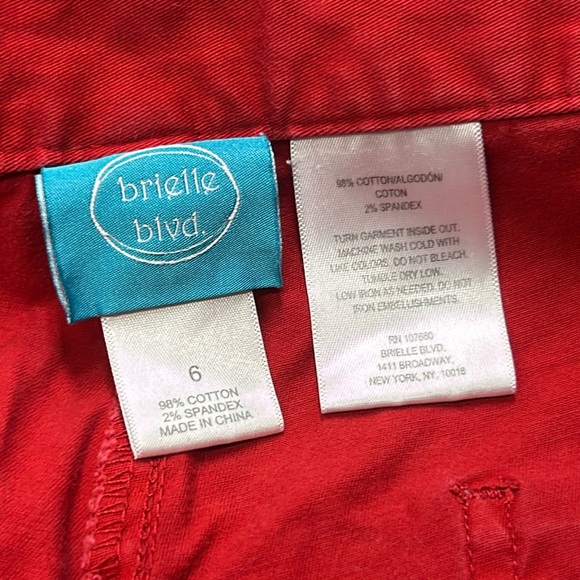 brielle
blvd.
6
98% COTTON
2% SPANDEX
MADE IN CHINA
98% COTTON/ALGODÓN/
COTON
2% SPANDEX
TURN GARMENT INSIDE OUT.
MACHINE WASH COLD WITH
LIKE COLORS. DO NOT BLEACH.
TUMBLE DRY LOW.
LOW IRON AS NEEDED. DO NOT
IRON EMBELLISHMENTS.
RN 107680
BRIELLE BLVD.
1411 BROADWAY,
NEW YORK, NY, 10018